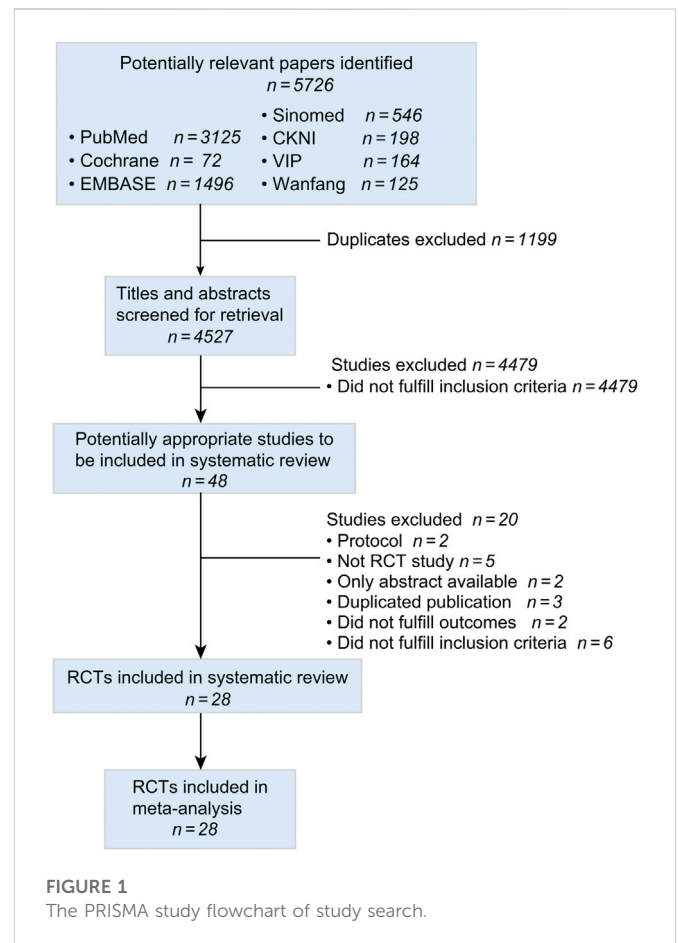 Potentially relevant papers identified
n=5726
• PubMed n=3125
• Cochrane n= 72
• EMBASE n=1496
• Sinomed n=546
• CKNI n=198
• VIP n=164
• Wanfang n=125
Duplicates excluded n=1199
Titles and abstracts
screened for retrieval
n=4527
Studies excluded n=4479
• Did not fulfill inclusion criteria n=4479
Potentially appropriate studies to
be included in systematic review
n=48
Studies excluded n=20
• Protocol n=2
• Not RCT study n=5
• Only abstract available n=2
• Duplicated publication n=3
• Did not fulfill outcomes n=2
• Did not fulfill inclusion criteria n=6
RCTs included in systematic review
n=28
RCTs included in
meta-analysis
n=28
FIGURE 1
The PRISMA study flowchart of study search.